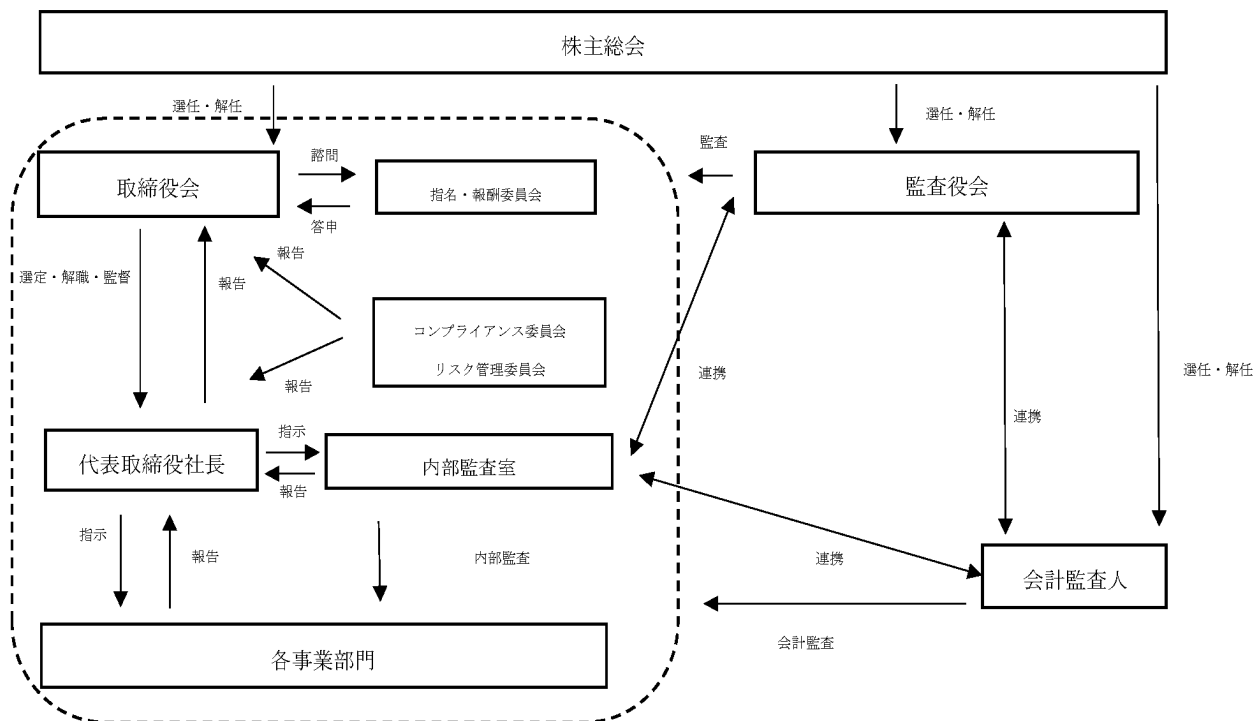 株主総会
選任・解任
選任・解任
監査
諮問
取締役会
指名・報酬委員会
監査役会
答申
報告
選定・解職・監督
報告
コンプライアンス委員会
リスク管理委員会
報告
連携
選任・解任
連携
指示
代表取締役社長
内部監査室
報告
指示
報告
内部監査
連携
会計監査人
会計監査
各事業部門